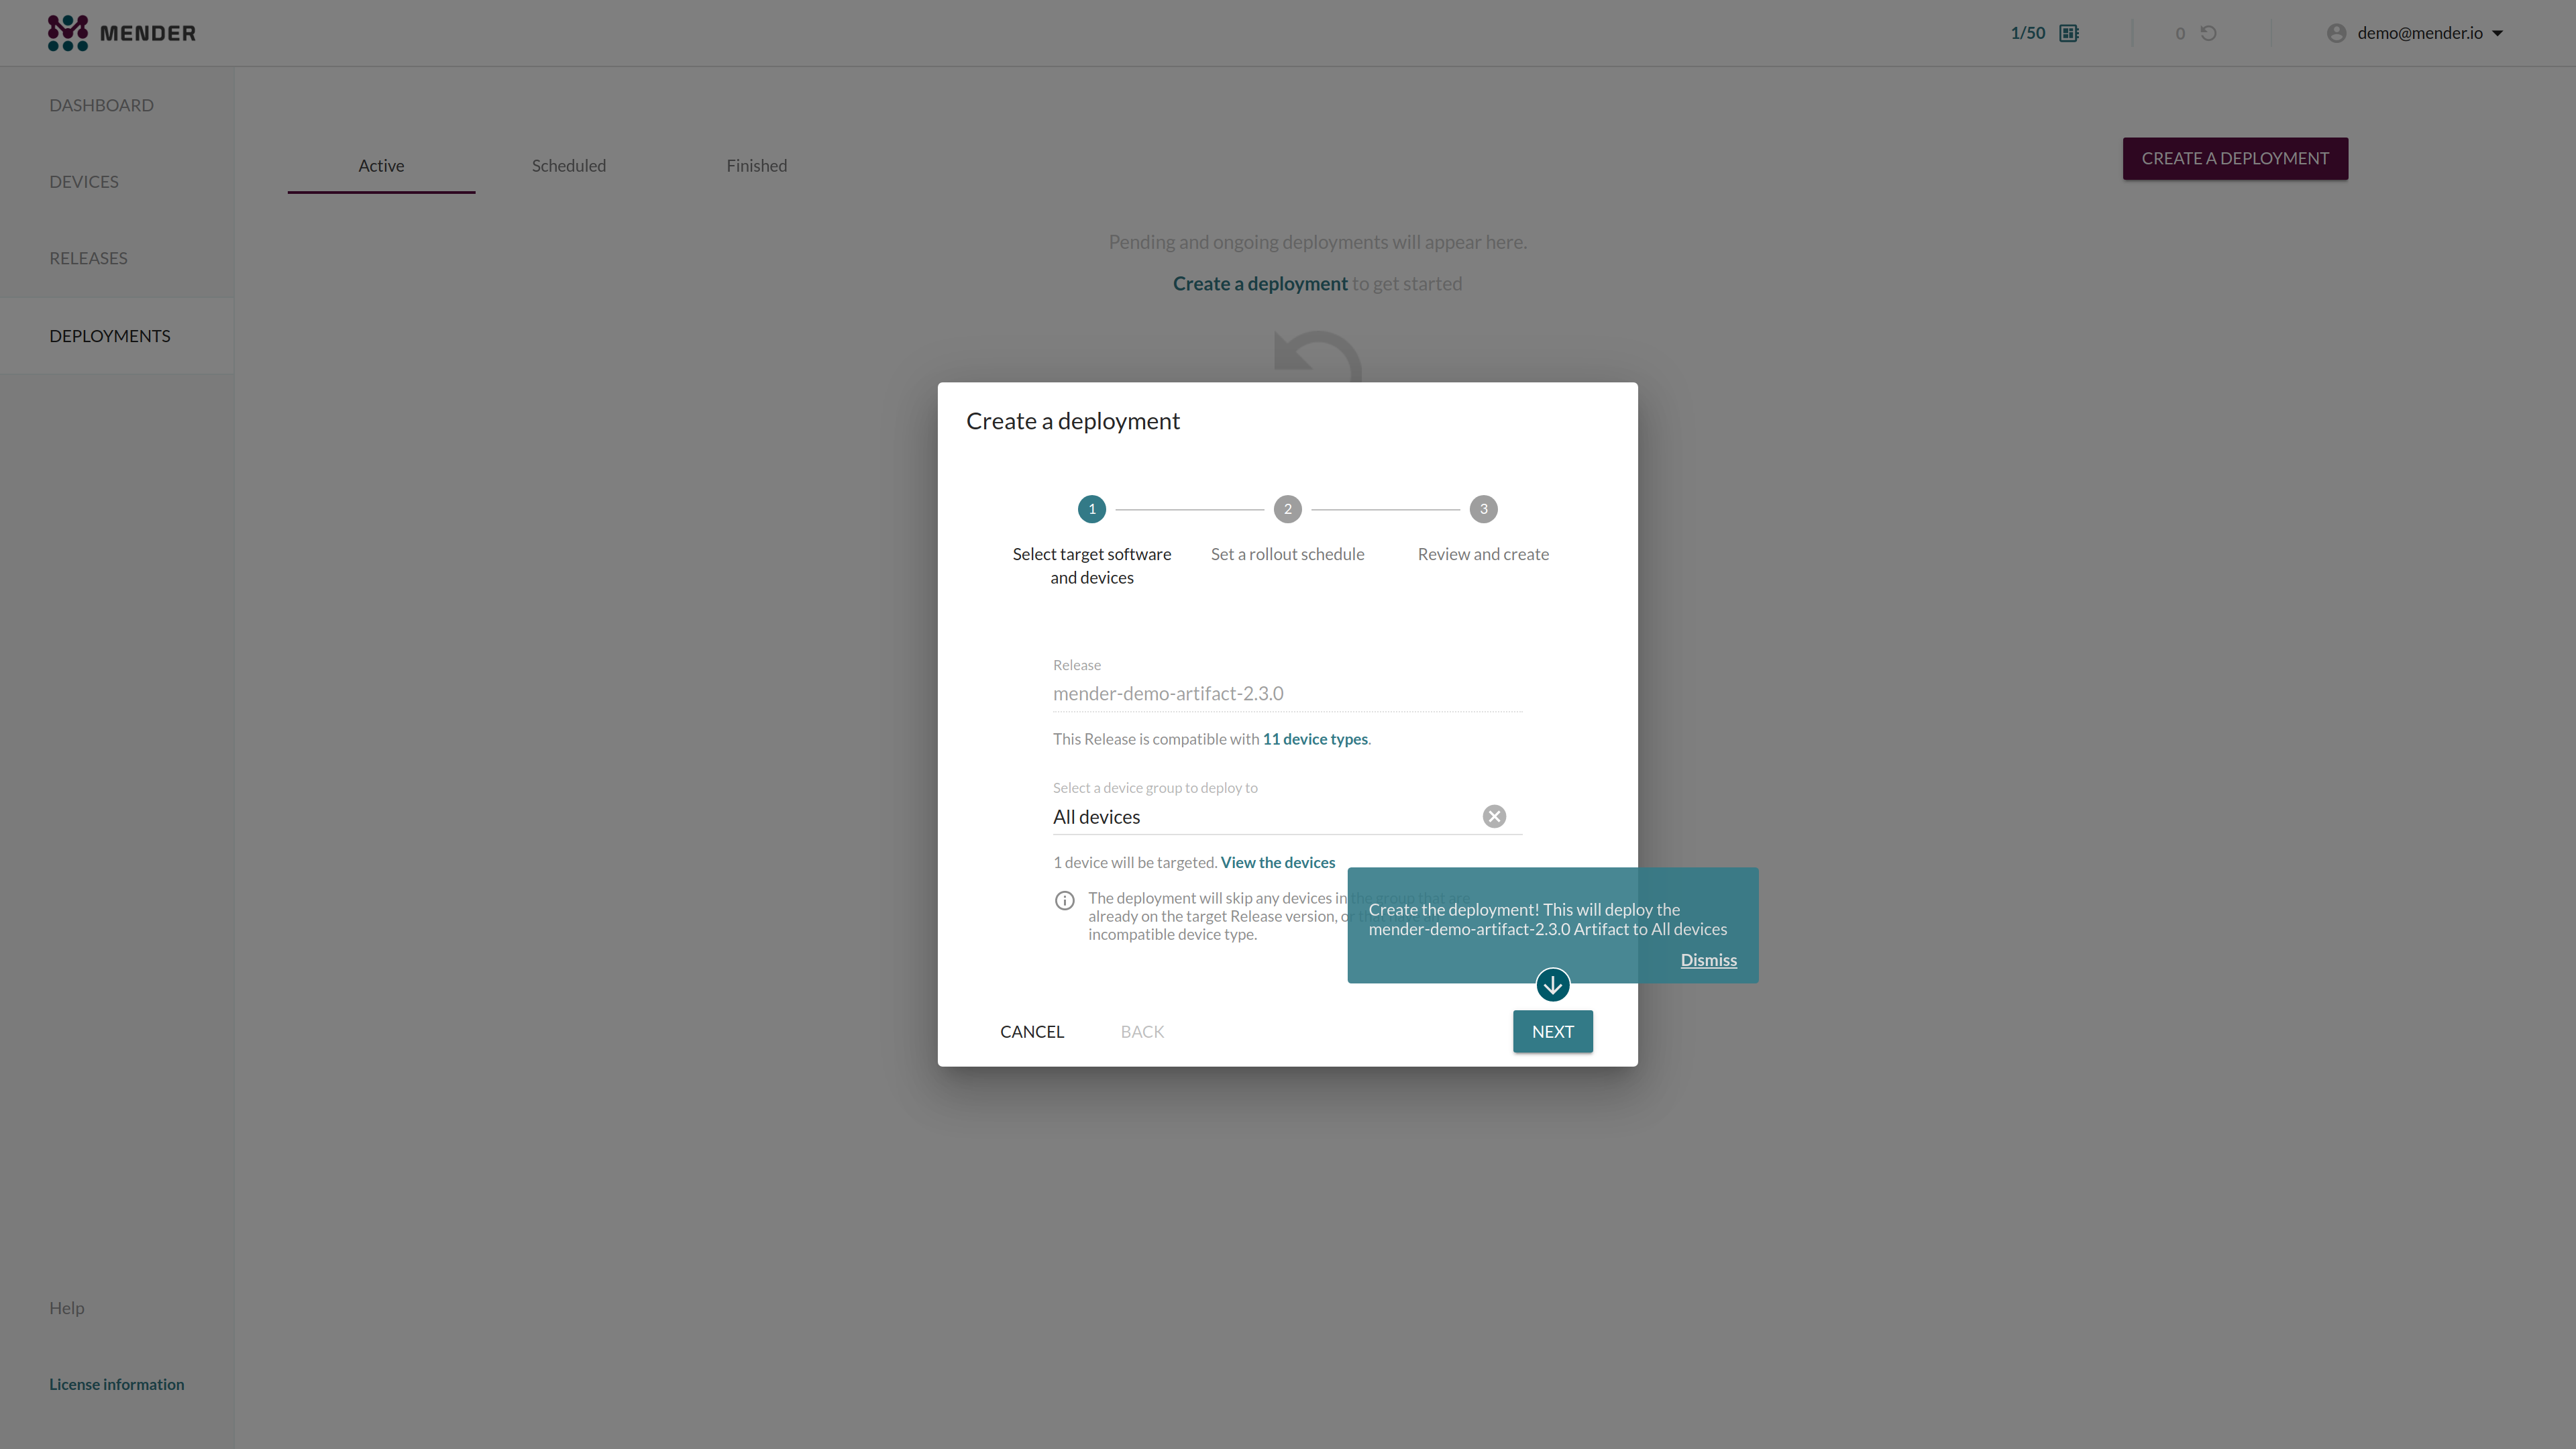 MENDER
1/50
0
demo@mender.io
DASHBOARD
DEVICES
RELEASES
DEPLOYMENTS
Help
License information
Active
Scheduled
Finished
CREATE A DEPLOYMENT
Pending and ongoing deployments will appear here.
Create a deployment to get started
Create a deployment
1
2
3
Select target software
and devices
Set a rollout schedule
Review and create
Release
mender-demo-artifact-2.3.0
This Release is compatible with 11 device types.
Select a device group to deploy to
All devices
1 device will be targeted. View the devices
The deployment will skip any devices in the group that are
already on the target Release version, or
incompatible device type.
Create the deployment! This will deploy the
mender-demo-artifact-2.3.0 Artifact to All devices
Dismiss
CANCEL
BACK
NEXT